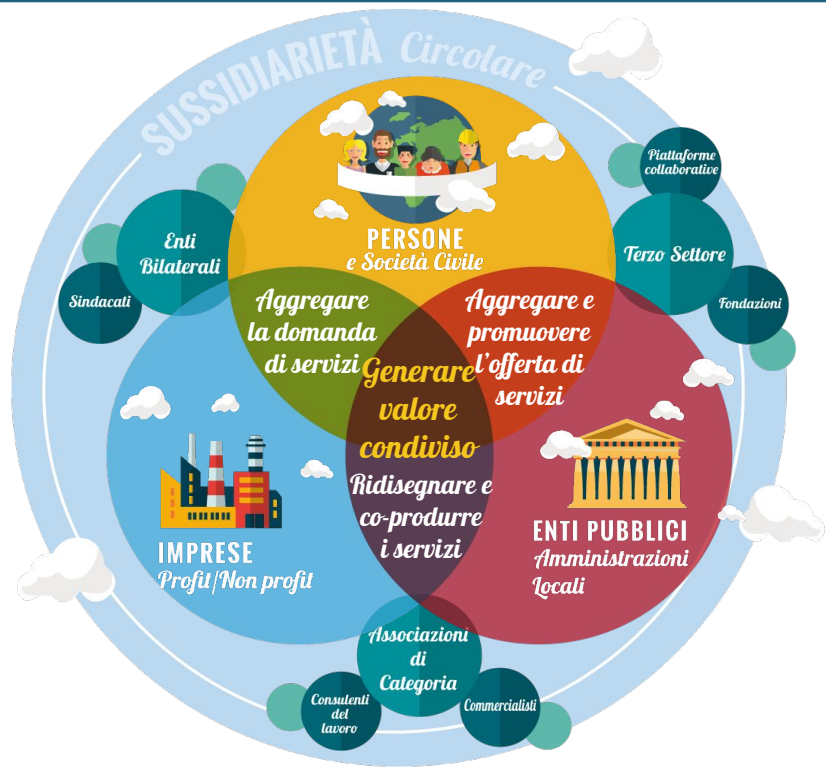 SUSSIDIARIETÀ Circolare
PERSONE
e Società Civile
Piattaforme
collaborative
Terzo Settore
Fondazioni
Enti
Bilaterali
Sindacati
Aggregare
la domanda
di servizi
Aggregare e
promuovere
l'offerta di
servizi
Generare
valore
condiviso
Ridisegnare e
co-produrre
i servizi
IMPRESE
Profit/Non profit
ENTI PUBBLICI
Amministrazioni
Locali
Associazioni
di
Categoria
Consulenti
del
lavoro
Commercialisti